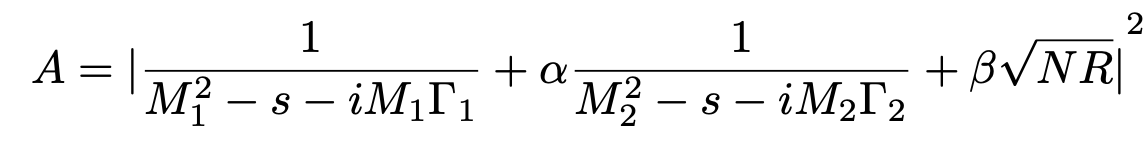 A = |\frac{1}{M_1^2 - s - iM_1\Gamma_1} + \alpha\frac{1}{M_2^2 - s - iM_2\Gamma_2} + \beta\sqrt{NR}|^2